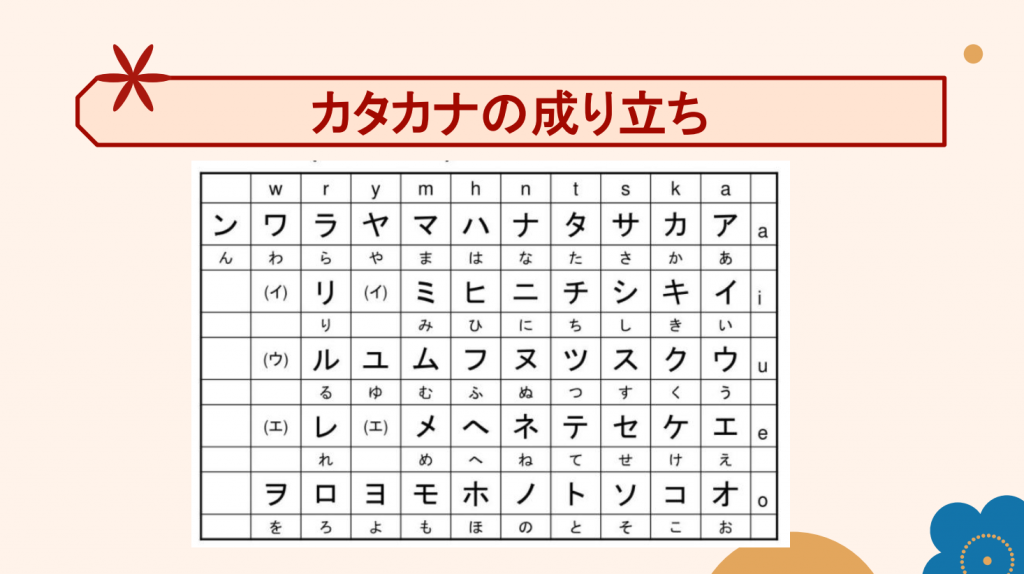 カタカナの成り立ち
w r y m h n t s k a
ン ワ ラ ヤ マ ハ ナ タ サ カ ア a
ん わ ら や ま は な た さ か あ
(イ) リ (イ) ミ ヒ ニ チ シ キ イ i
り み ひ に ち し き い
(ウ) ル ユ ム フ ヌ ツ ス ク ウ u
る ゆ む ふ ぬ つ す く う
(エ) レ (エ) メ ヘ ネ テ セ ケ エ e
れ め へ ね て せ け え
ヲ ロ ヨ モ ホ ノ ト ソ コ オ o
を ろ よ も ほ の と そ こ お